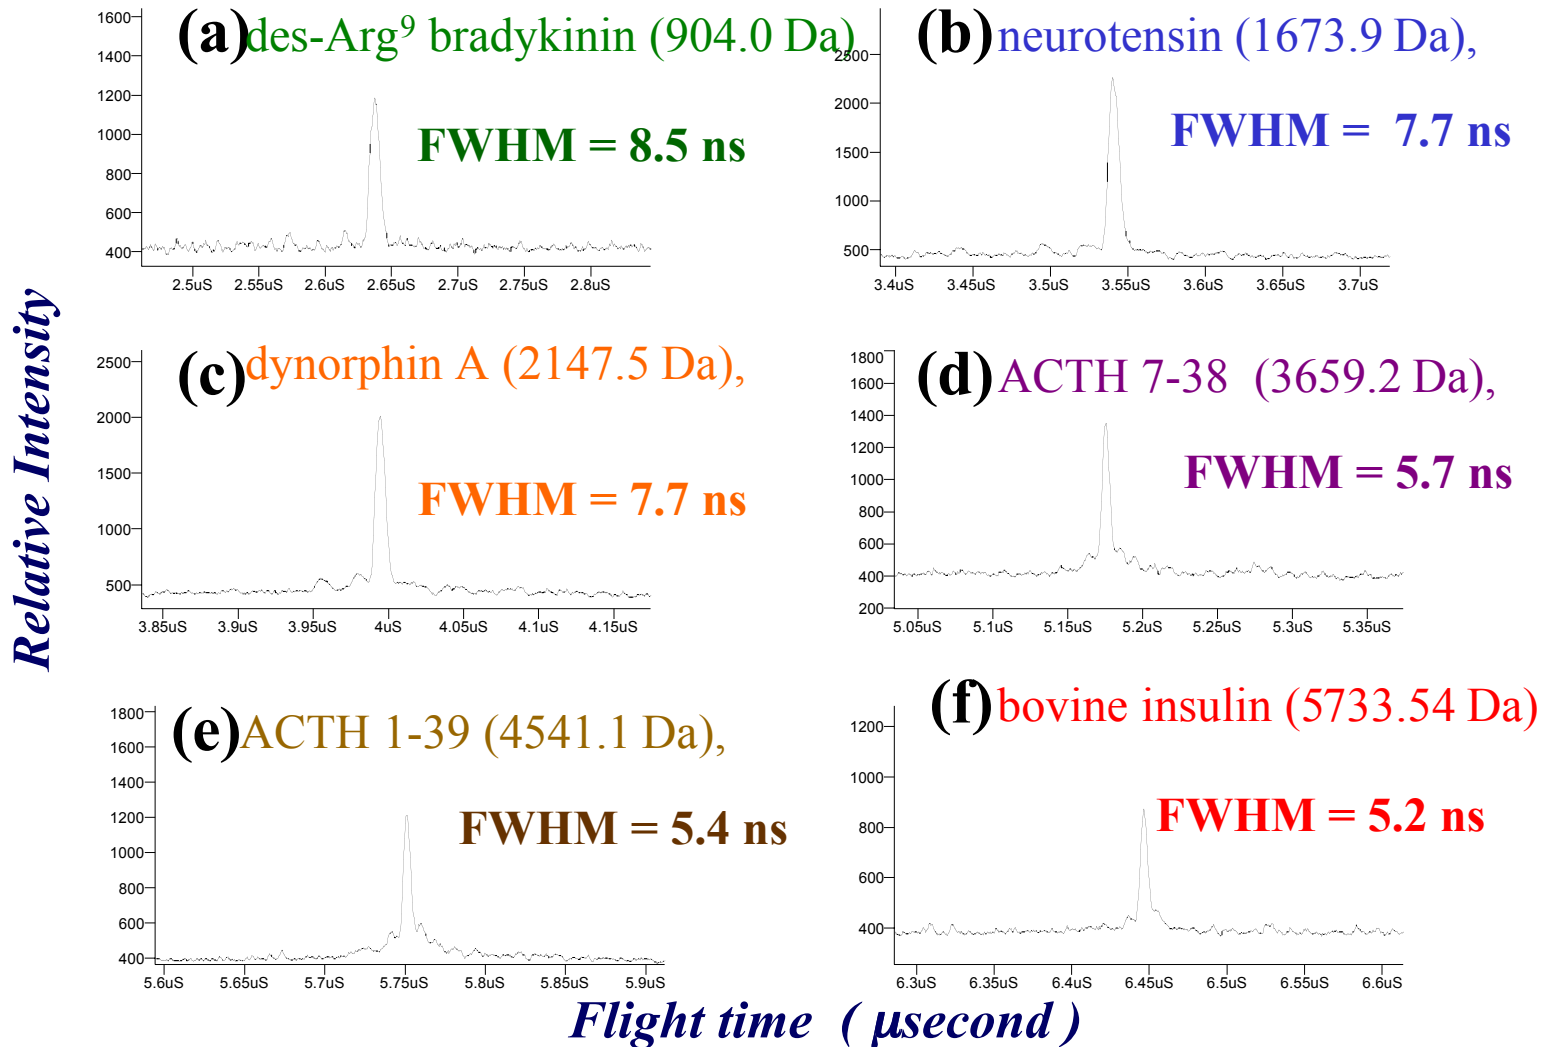 (a) des-Arg⁹ bradykinin (904.0 Da)
FWHM = 8.5 ns
1600
1400
1200
1000
800
600
400
2.5uS 2.55uS 2.6uS 2.65uS 2.7uS 2.75uS 2.8uS
(b) neurotensin (1673.9 Da),
FWHM = 7.7 ns
2500
2000
1500
1000
500
3.4uS 3.45uS 3.5uS 3.55uS 3.6uS 3.65uS 3.7uS
Relative Intensity
(c) dynorphin A (2147.5 Da),
FWHM = 7.7 ns
2500
2000
1500
1000
500
3.85uS 3.9uS 3.95uS 4uS 4.05uS 4.1uS 4.15uS
(d) ACTH 7-38 (3659.2 Da),
FWHM = 5.7 ns
1800
1600
1400
1200
1000
800
600
400
200
5.05uS 5.1uS 5.15uS 5.2uS 5.25uS 5.3uS 5.35uS
(e) ACTH 1-39 (4541.1 Da),
FWHM = 5.4 ns
1800
1600
1400
1200
1000
800
600
400
5.6uS 5.65uS 5.7uS 5.75uS 5.8uS 5.85uS 5.9uS
(f) bovine insulin (5733.54 Da)
FWHM = 5.2 ns
1200
1000
800
600
400
6.3uS 6.35uS 6.4uS 6.45uS 6.5uS 6.55uS 6.6uS
Flight time ( μsecond )